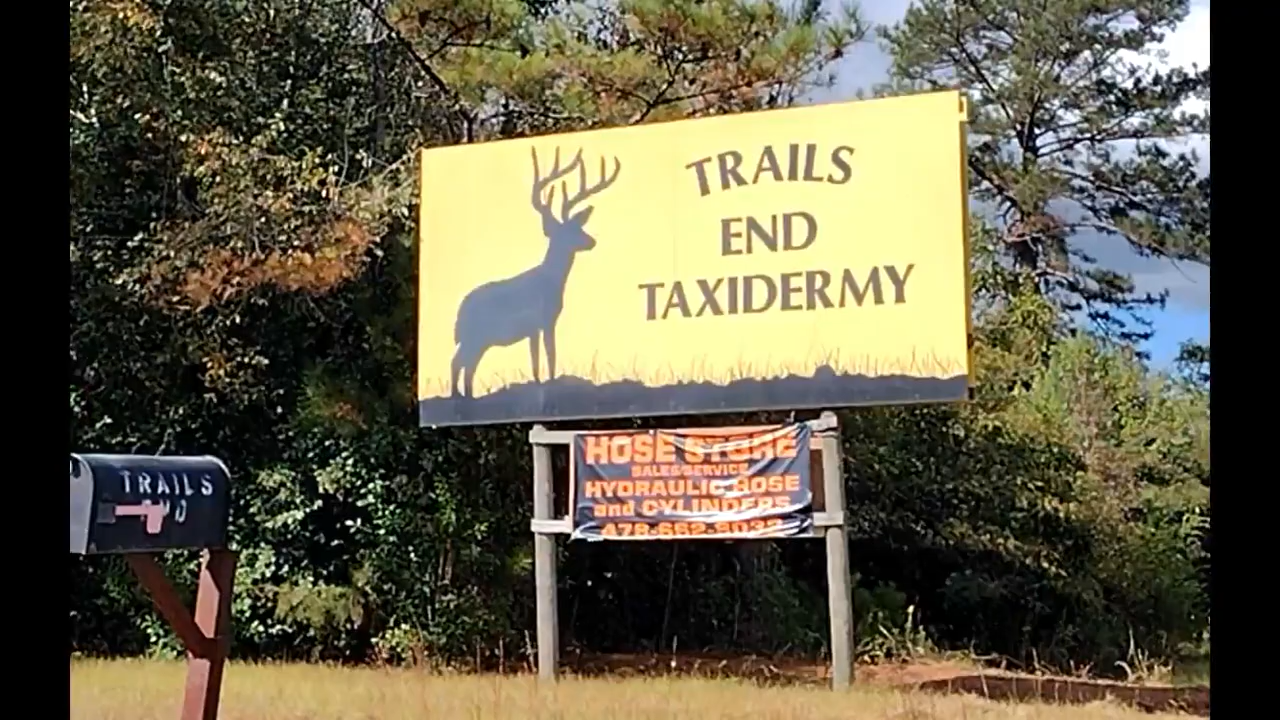 TRAILS
END
TAXIDERMY
HOSE STORE
SALES/SERVICE
HYDRAULIC HOSE
and CYLINDERS
TRAILS